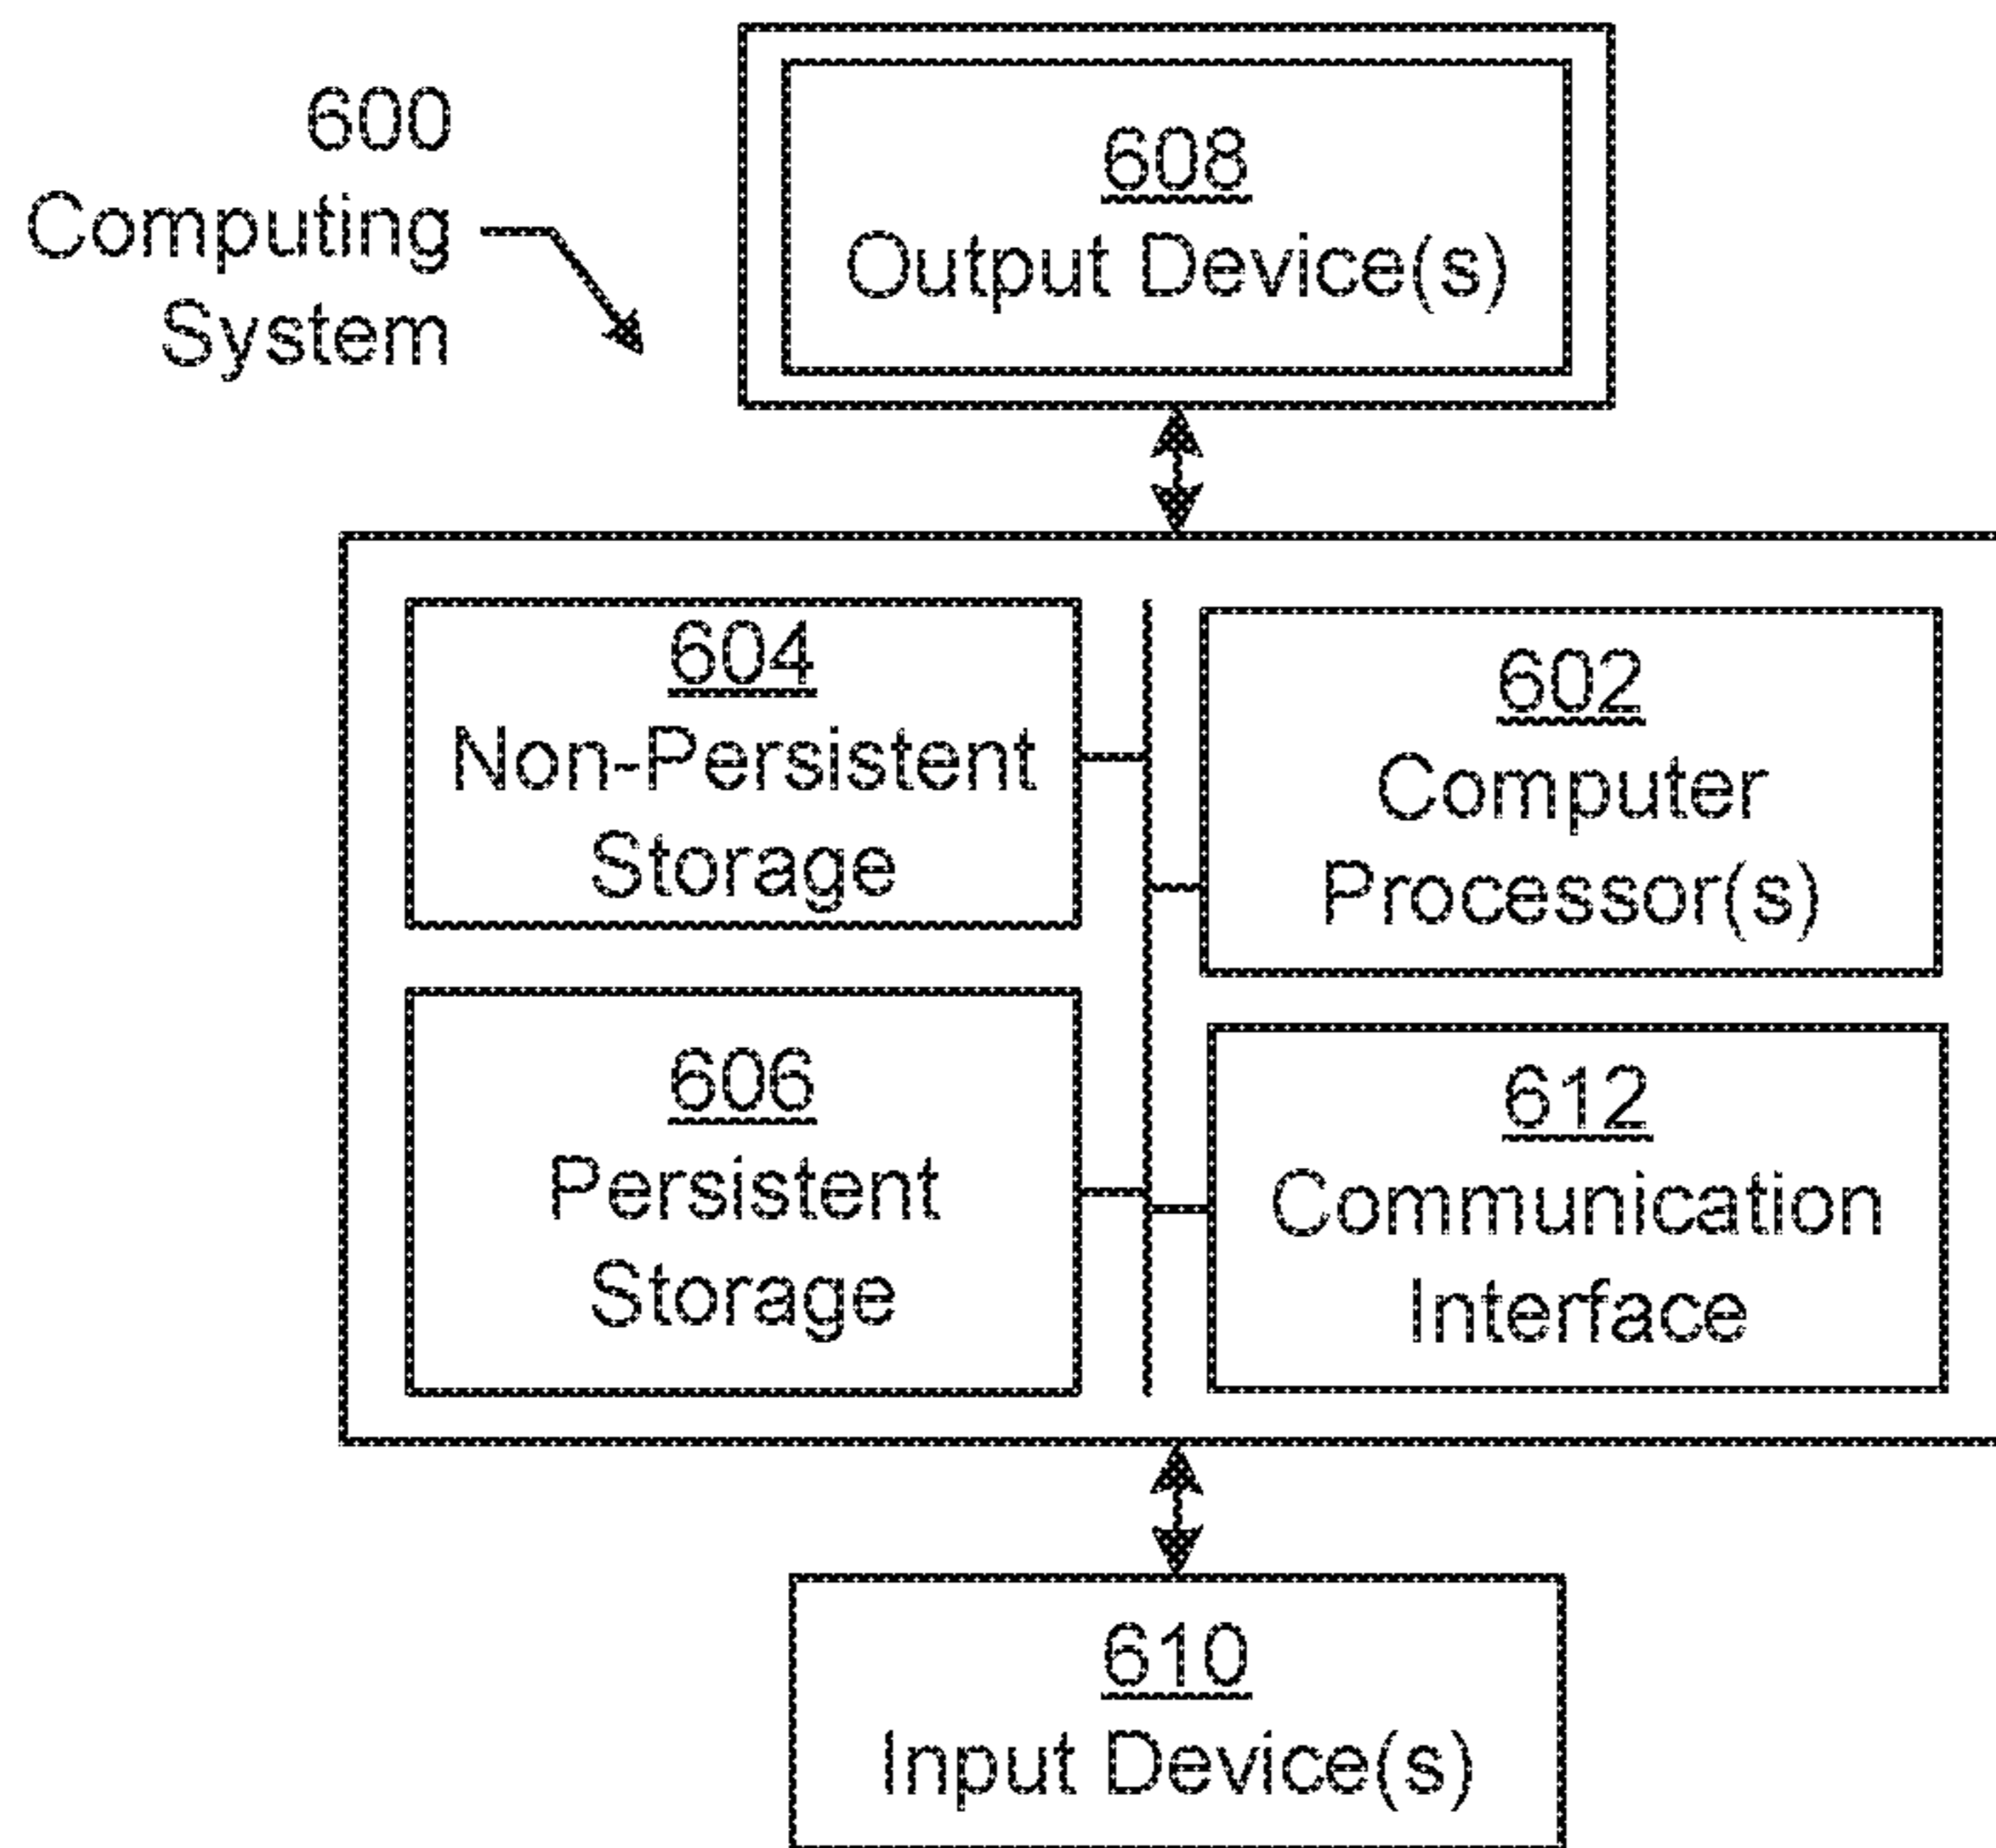 600
Computing
System
608
Output Device(s)
604
Non-Persistent
Storage
602
Computer
Processor(s)
606
Persistent
Storage
612
Communication
Interface
610
Input Device(s)